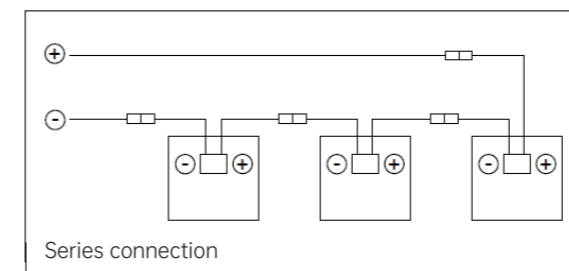 +
-
- + - + - +
Series connection